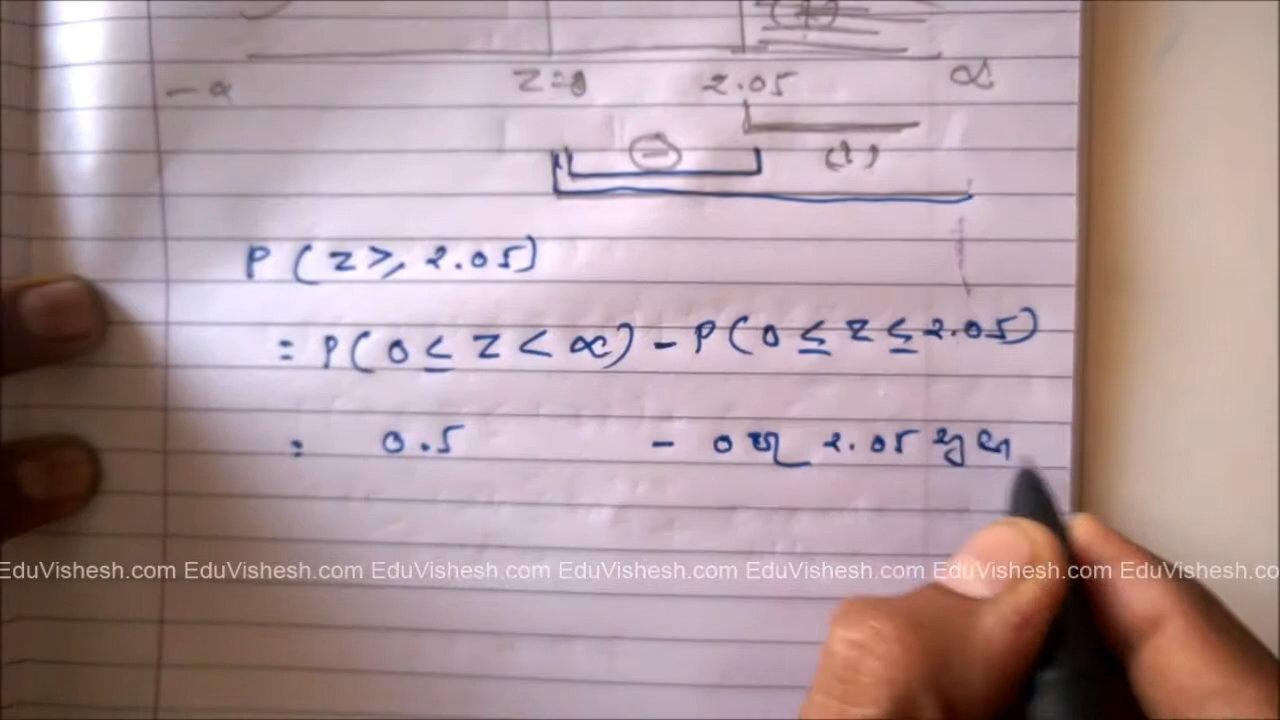 -α Z=0 2.05 α
(-) (1)
P ( Z ≥ 2.05)
= P( 0 ≤ Z < α) - P( 0 ≤ Z ≤ 2.05)
= 0.5 - 0 2.05
EduVishesh.com EduVishesh.com EduVishesh.com EduVishesh.com EduVishesh.com EduVishesh.com EduVishesh.co